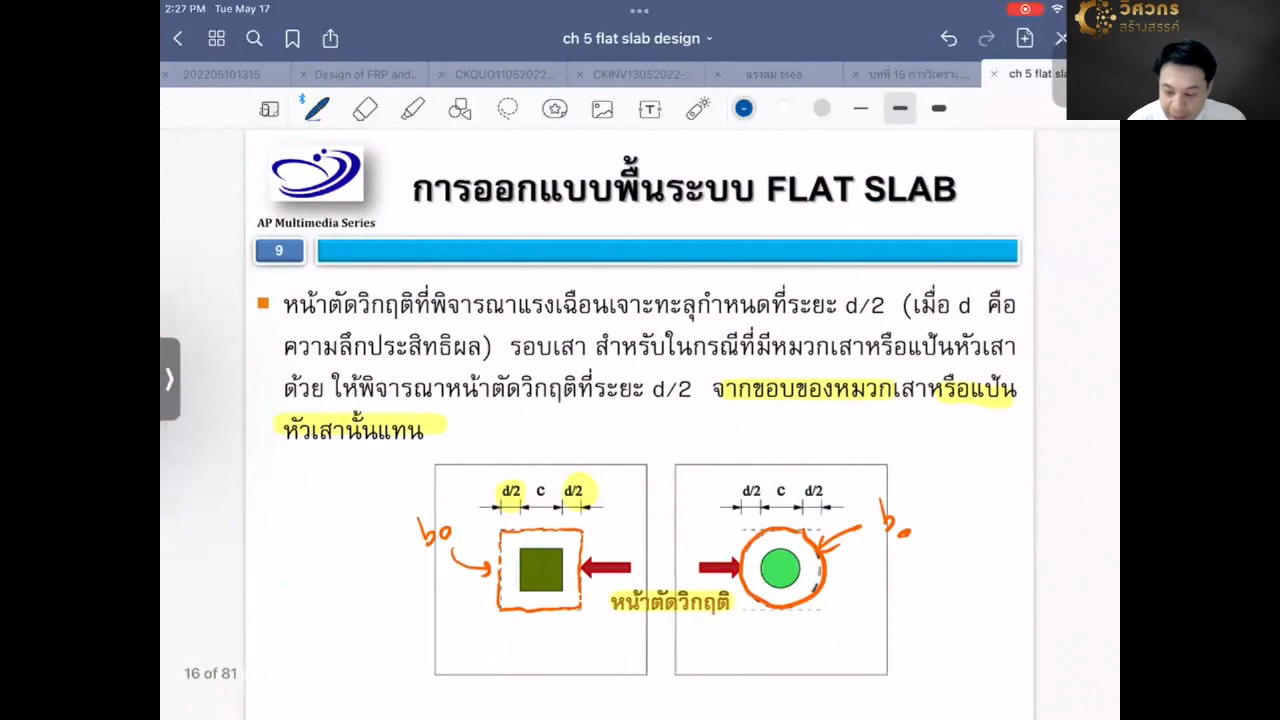 2:27 PM Tue May 17
วิศวกร
สร้างสรรค์
ch 5 flat slab design
202205101315
Design of FRP and...
CKQUO11052022...
CKINV13052022-...
แรงลม tsea
บทที่ 15 การวิเคราะ...
ch 5 flat sla
การออกแบบพื้นระบบ FLAT SLAB
AP Multimedia Series
9
หน้าตัดวิกฤติที่พิจารณาแรงเฉือนเจาะทะลุกำหนดที่ระยะ d/2 (เมื่อ d คือ
ความลึกประสิทธิผล) รอบเสา สำหรับในกรณีที่มีหมวกเสาหรือแป้นหัวเสา
ด้วย ให้พิจารณาหน้าตัดวิกฤติที่ระยะ d/2 จากขอบของหมวกเสาหรือแป้น
หัวเสานั้นแทน
d/2 c d/2
d/2 c d/2
bo
bo
หน้าตัดวิกฤติ
16 of 81